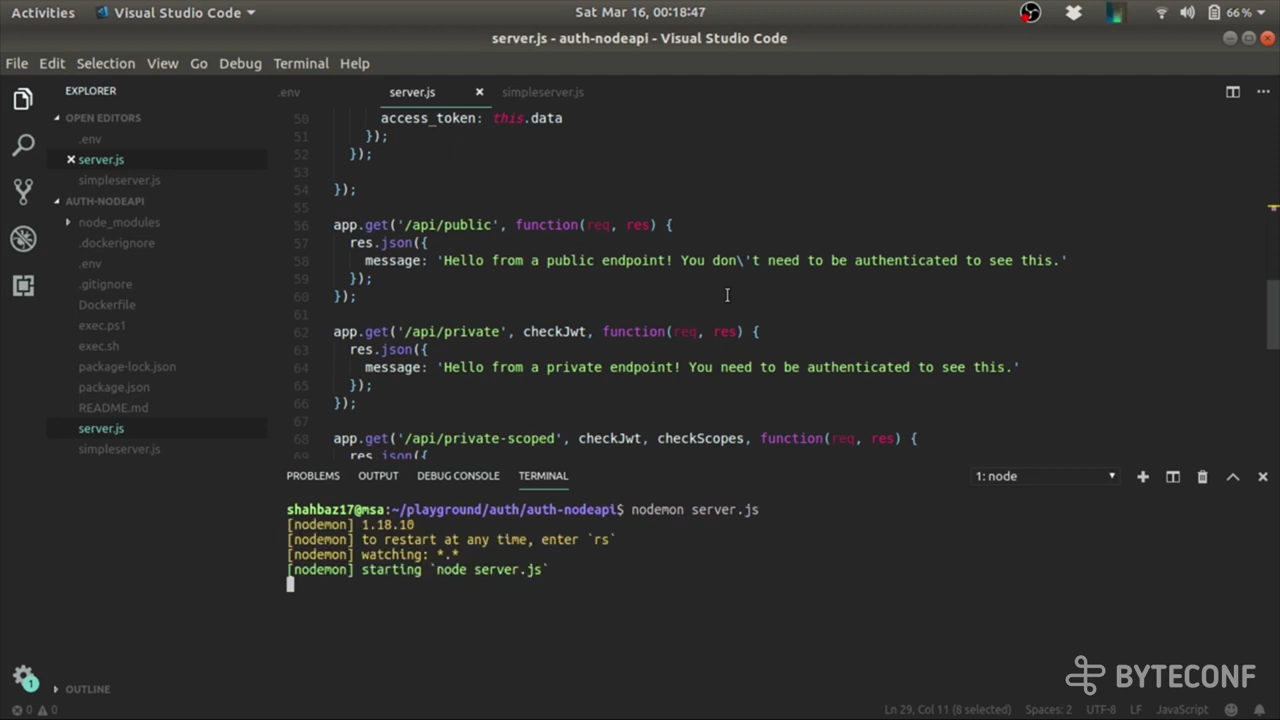 Activities Visual Studio Code Sat Mar 16, 00:18:47 66%
server.js - auth-nodeapi - Visual Studio Code
File Edit Selection View Go Debug Terminal Help
EXPLORER
OPEN EDITORS
.env
server.js
simpleserver.js
AUTH-NODEAPI
node_modules
.dockerignore
.env
.gitignore
Dockerfile
exec.ps1
exec.sh
package-lock.json
package.json
README.md
server.js
simpleserver.js
OUTLINE
.env server.js simpleserver.js
50 access_token: this.data
51 });
52 });
53
54 });
55
56 app.get('/api/public', function(req, res) {
57 res.json({
58 message: 'Hello from a public endpoint! You don\'t need to be authenticated to see this.'
59 });
60 });
61
62 app.get('/api/private', checkJwt, function(req, res) {
63 res.json({
64 message: 'Hello from a private endpoint! You need to be authenticated to see this.'
65 });
66 });
67
68 app.get('/api/private-scoped', checkJwt, checkScopes, function(req, res) {
69 res.json({
PROBLEMS OUTPUT DEBUG CONSOLE TERMINAL 1: node
shahbaz17@msa:~/playground/auth/auth-nodeapi$ nodemon server.js
[nodemon] 1.18.10
[nodemon] to restart at any time, enter `rs`
[nodemon] watching: *.*
[nodemon] starting `node server.js`
1
BYTECONF
0 0 Ln 29, Col 11 (8 selected) Spaces: 2 UTF-8 LF JavaScript